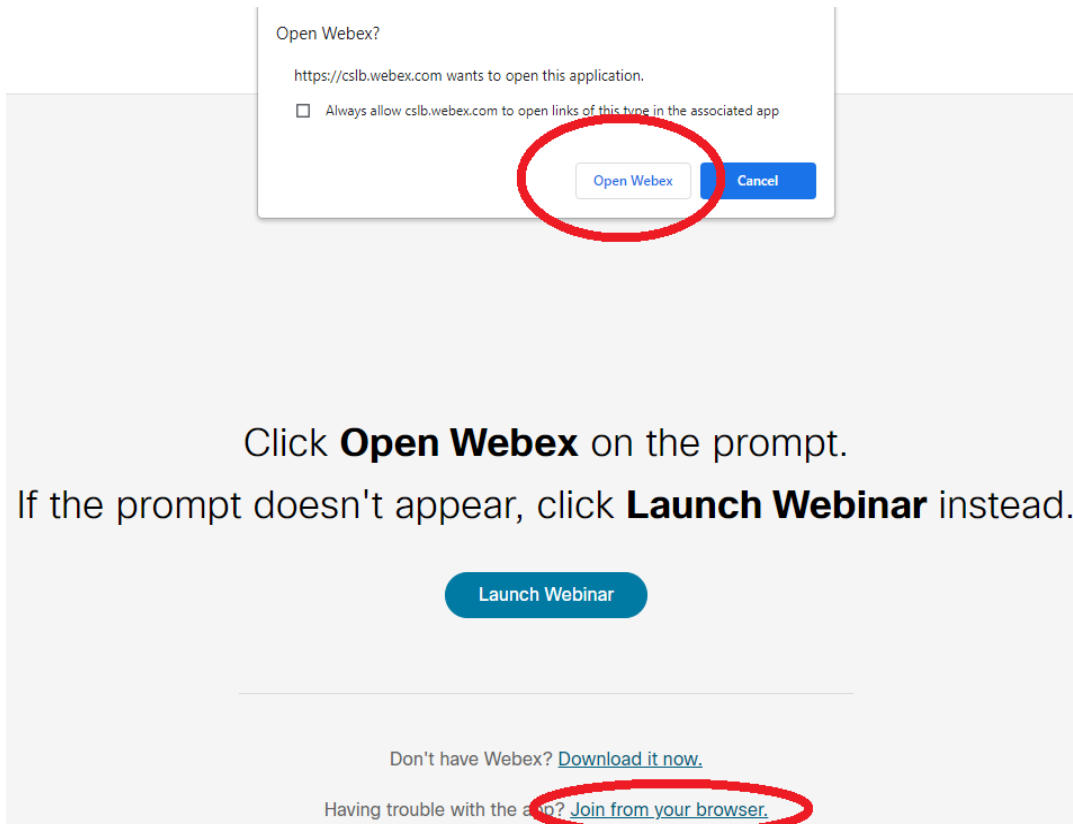 Open Webex?
https://cslb.webex.com wants to open this application.
Always allow cslb.webex.com to open links of this type in the associated app
Open Webex
Cancel
Click Open Webex on the prompt.
If the prompt doesn't appear, click Launch Webinar instead.
Launch Webinar
Don't have Webex? Download it now.
Having trouble with the app? Join from your browser.